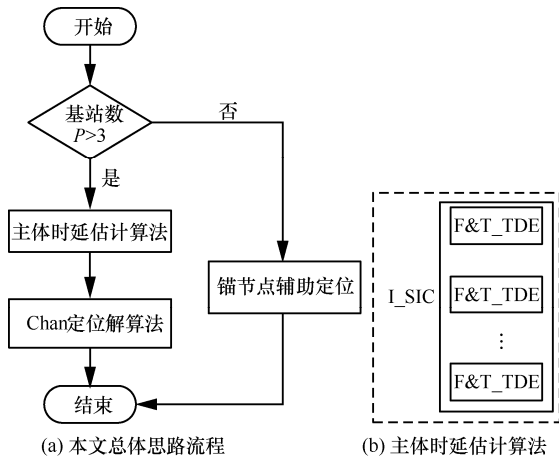 开始
基站数
P>3
否
是
主体时延估计算法
锚节点辅助定位
Chan定位解算法
结束
(a) 本文总体思路流程
I_SIC
F&T_TDE
F&T_TDE
⋮
F&T_TDE
(b) 主体时延估计算法